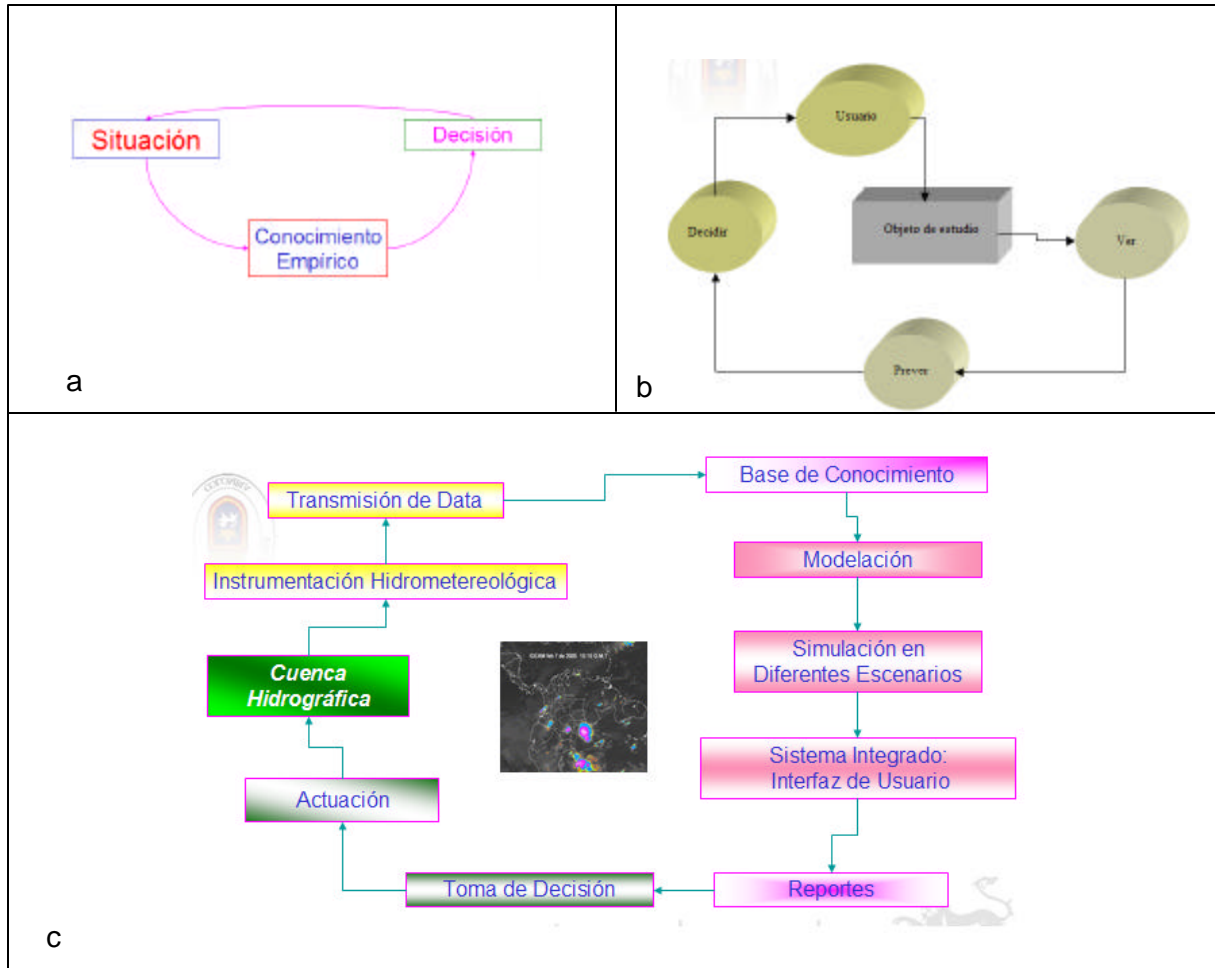 Situación
Decisión
Conocimiento
Empírico
a
Usuario
Objeto de estudio
Ver
Prever
Decidir
b
Transmisión de Data
Base de Conocimiento
Instrumentación Hidrometereológica
Modelación
Cuenca
Hidrográfica
Simulación en
Diferentes Escenarios
Sistema Integrado:
Interfaz de Usuario
Actuación
Toma de Decisión
Reportes
c